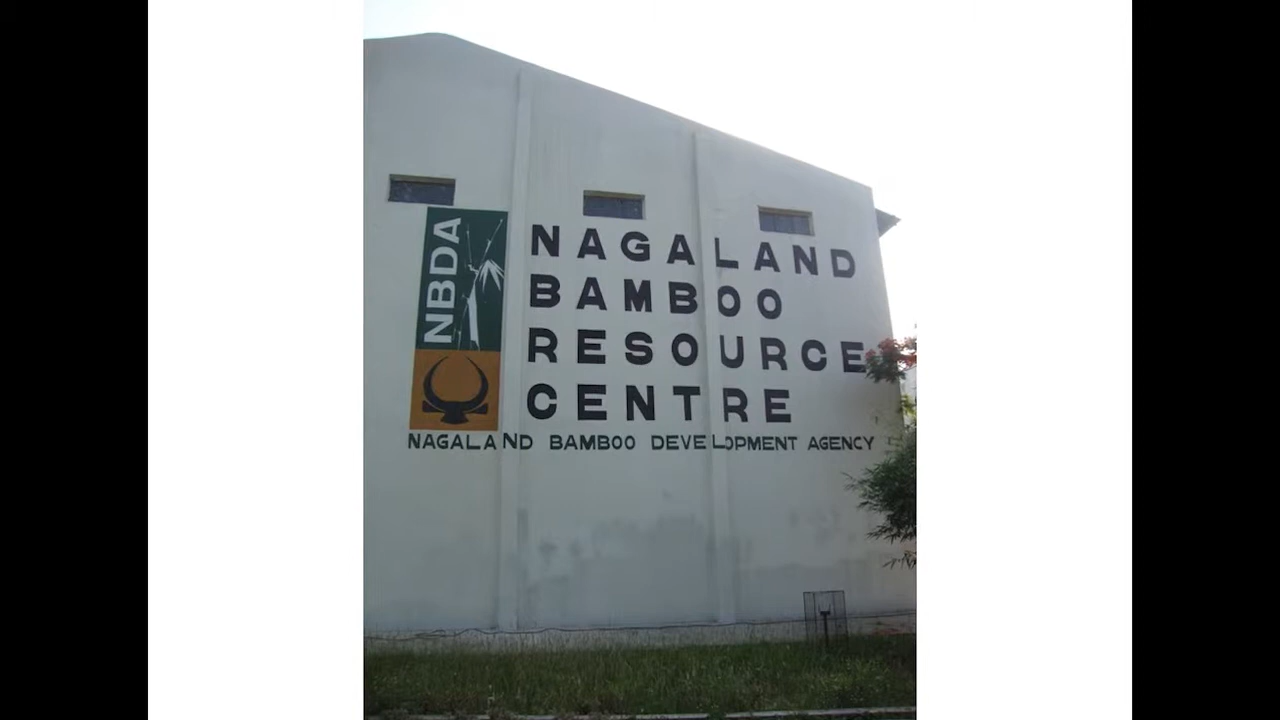 NBDA
NAGALAND
BAMBOO
RESOURCE
CENTRE
NAGALAND BAMBOO DEVELOPMENT AGENCY